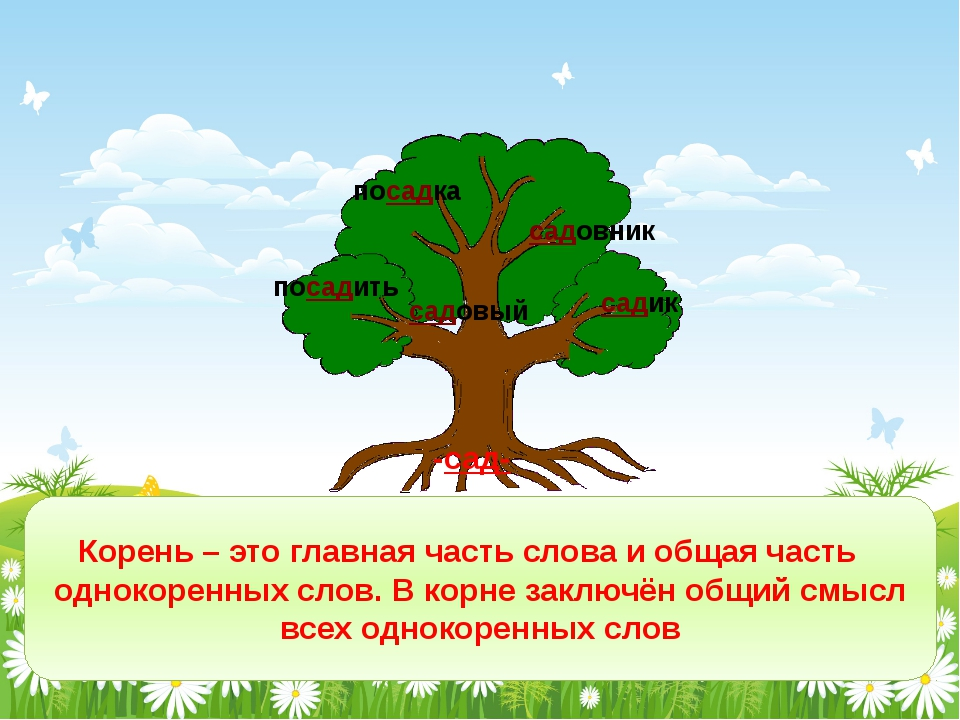 посадка
садовник
посадить
садик
садовый
-сад-
Корень – это главная часть слова и общая часть
однокоренных слов. В корне заключён общий смысл
всех однокоренных слов